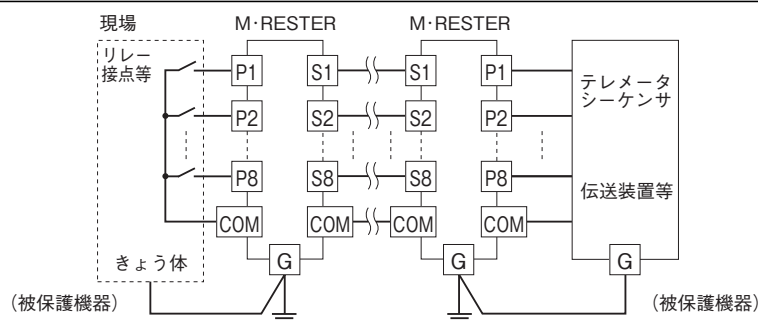 現場 M·RESTER M·RESTER
リレー
接点等
P1 S1 S1 P1
テレメータ
シーケンサ
P2 S2 S2 P2
P8 S8 S8 P8
伝送装置等
COM COM COM COM
きょう体 G G G
(被保護機器) (被保護機器)